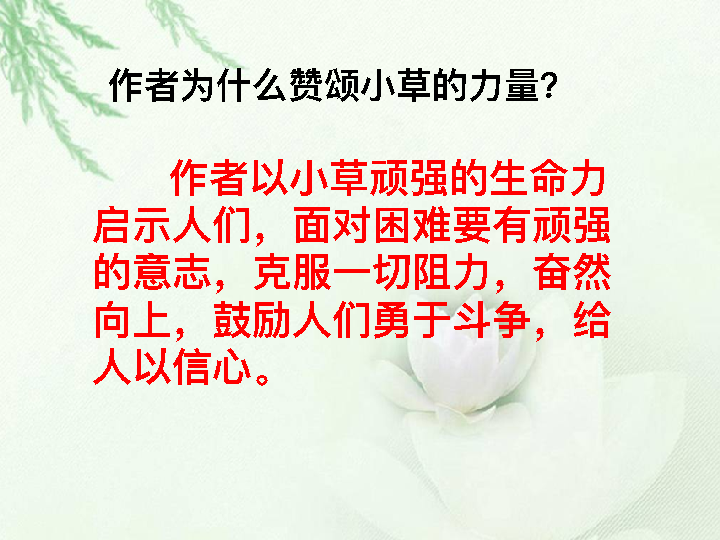 作者为什么赞颂小草的力量?
作者以小草顽强的生命力
启示人们，面对困难要有顽强
的意志，克服一切阻力，奋然
向上，鼓励人们勇于斗争，给
人以信心。